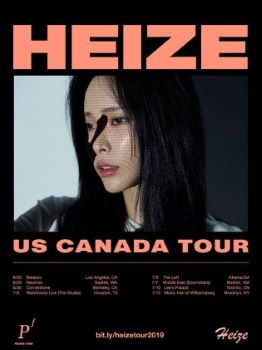 HEIZE
US CANADA TOUR
6/26 Belasco Los Angeles, CA
6/28 Neumos Seattle, WA
6/30 Cornerstone Berkeley, CA
7/3 Warehouse Live (The Studio) Houston, TX
7/5 The Loft Atlanta, GA
7/7 Middle East (Downstairs) Boston, MA
7/10 Lee's Palace Toronto, ON
7/12 Music Hall of Williamsburg Brooklyn, NY
bit.ly/heizetour2019
Heize